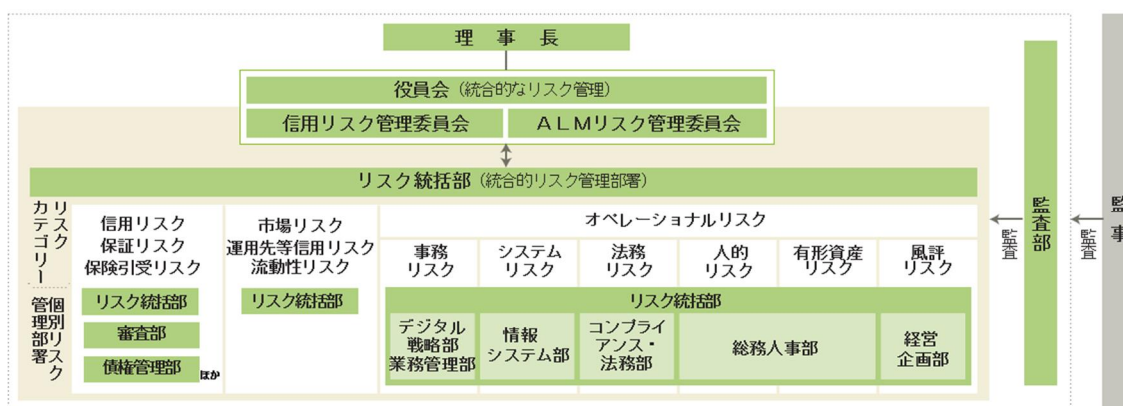 理事長
役員会（統合的なリスク管理）
信用リスク管理委員会
ALMリスク管理委員会
リスク統括部（統合的リスク管理部署）
リスク
カテゴリー
信用リスク
保証リスク
保険引受リスク
市場リスク
運用先等信用リスク
流動性リスク
オペレーショナルリスク
事務
リスク
システム
リスク
法務
リスク
人的
リスク
有形資産
リスク
風評
リスク
個別リスク
管理部署
リスク統括部
審査部
債権管理部
ほか
リスク統括部
リスク統括部
デジタル
戦略部
業務管理部
情報
システム部
コンプライ
アンス・
法務部
総務人事部
経営
企画部
監査
監査部
監査
監事